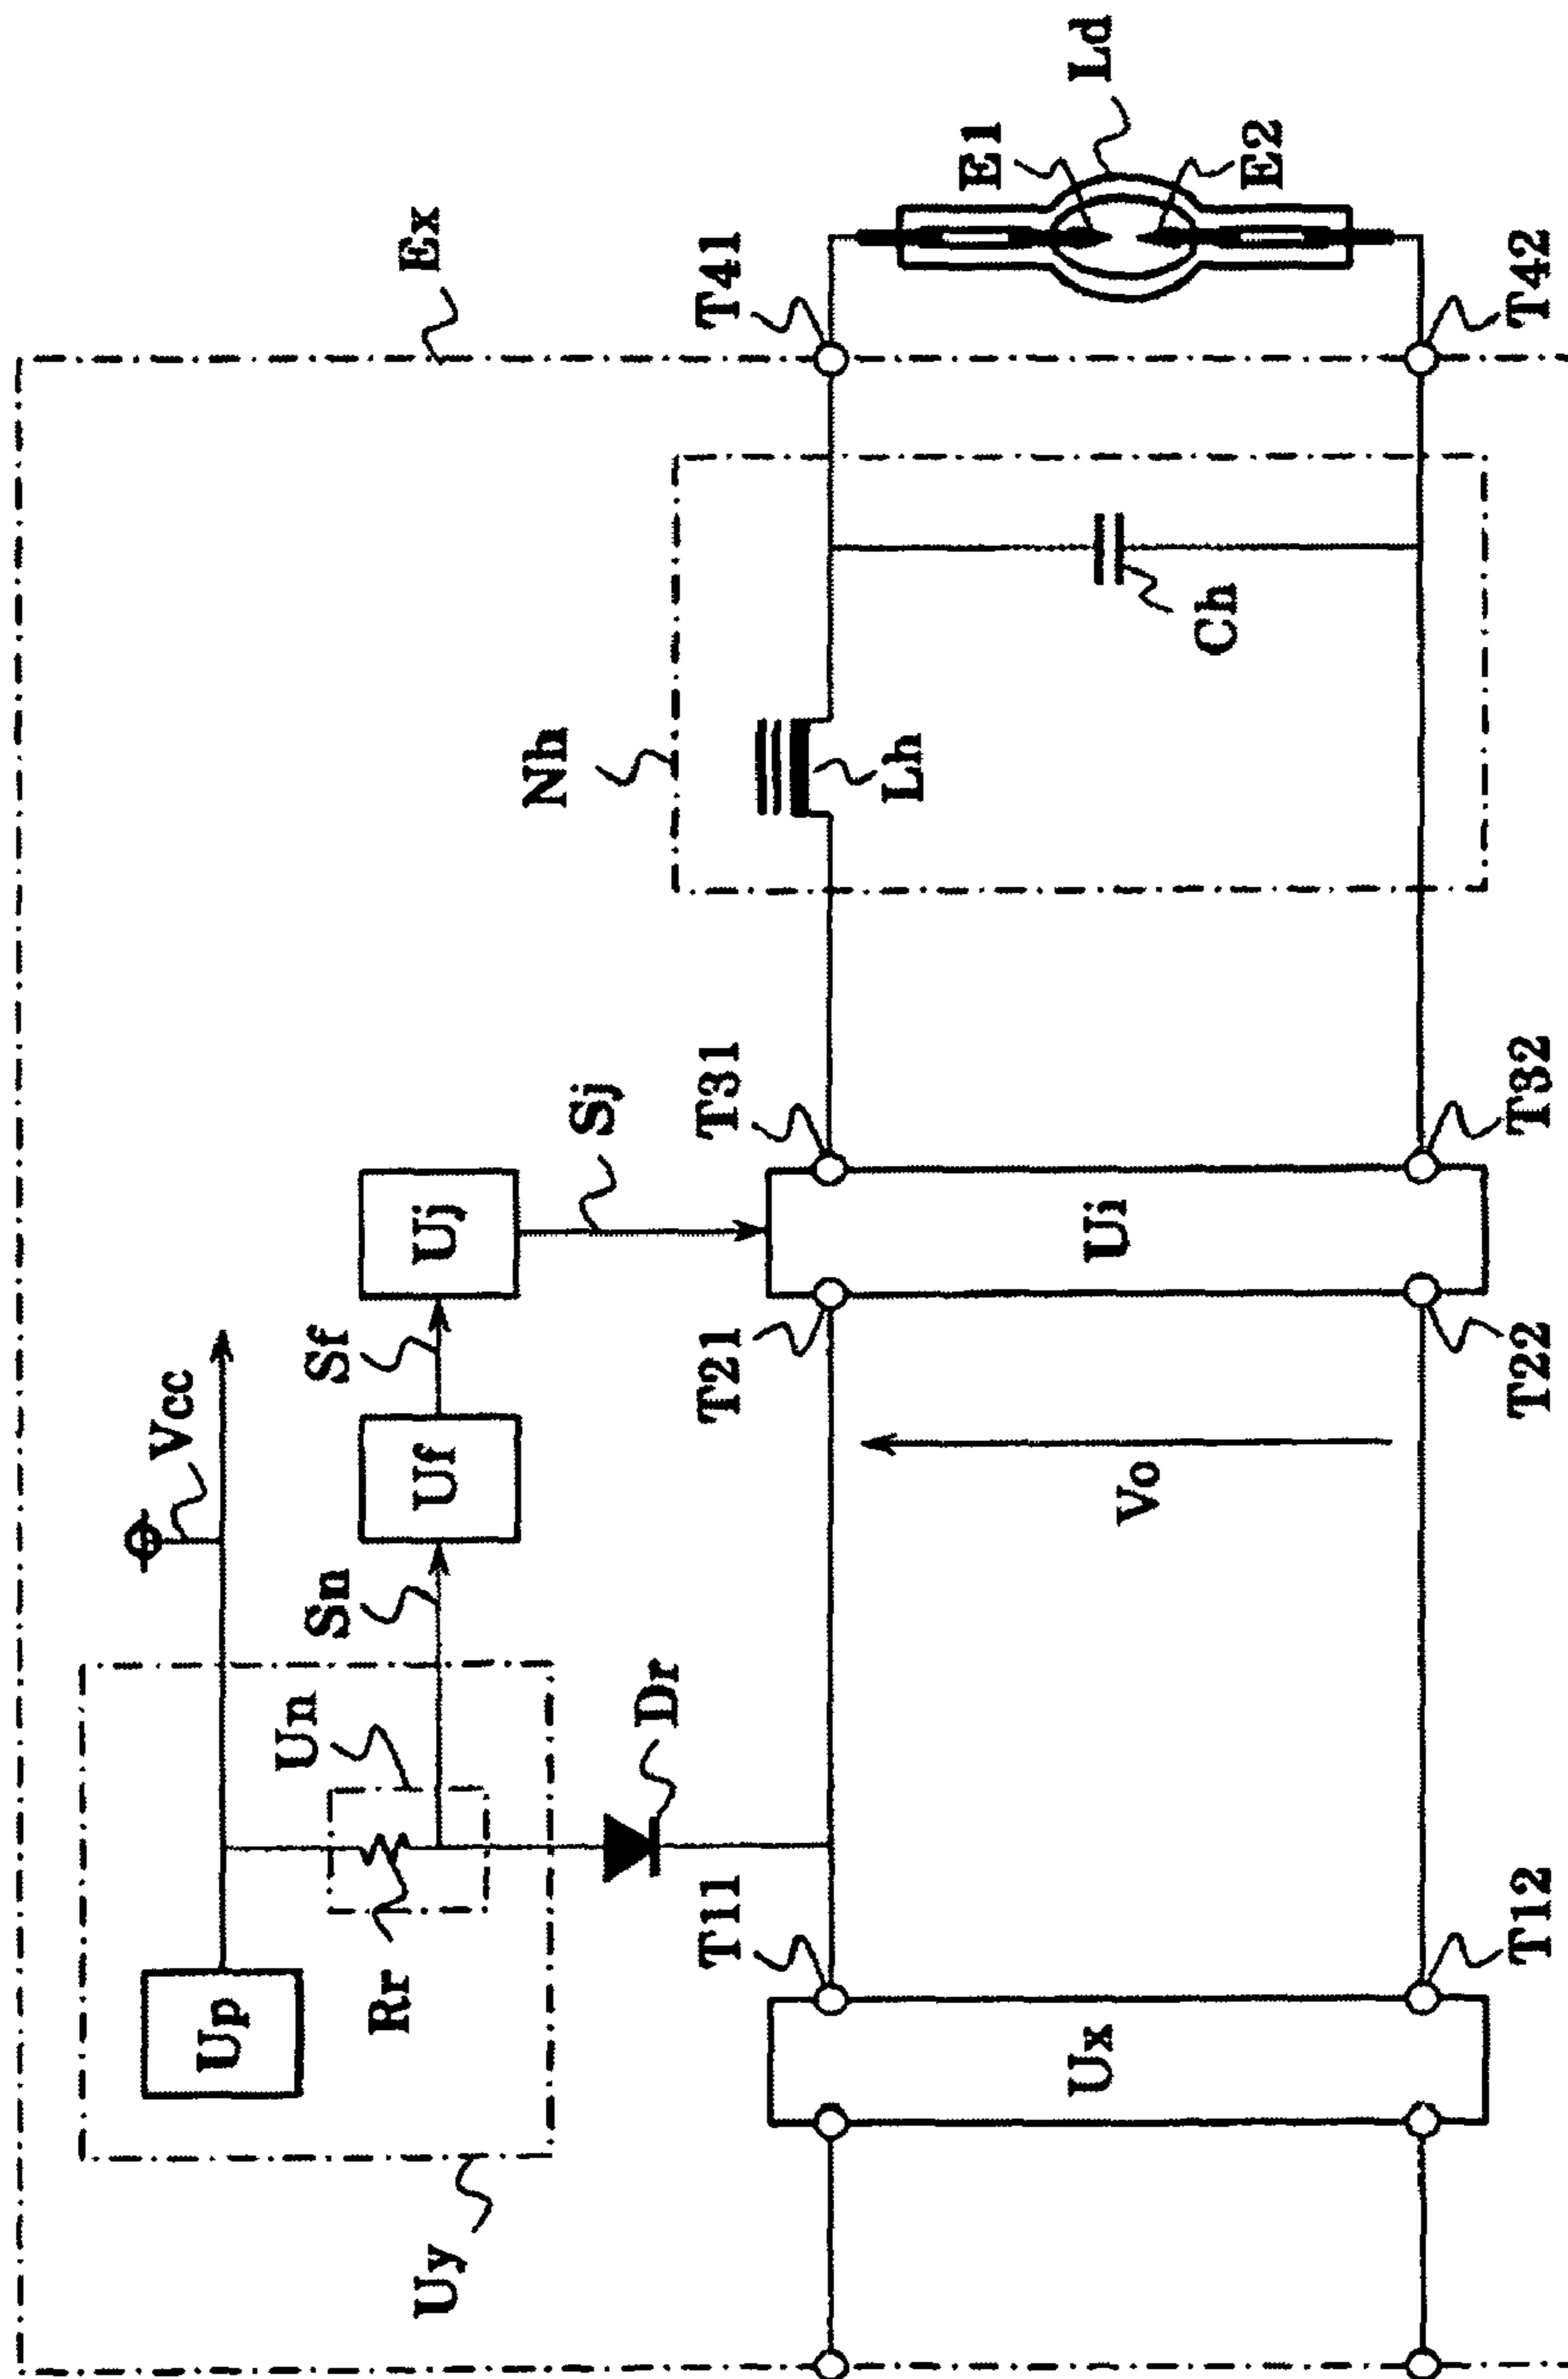 Ex
Vcc
Up
Un
Sn
Uf
Sf
Uj
Rr
Uy
Dr
Sj
Nh
Lh
Ch
T11
T21
T31
T41
Ux
Vo
Ui
E1
E2
Ld
T12
T22
T32
T42